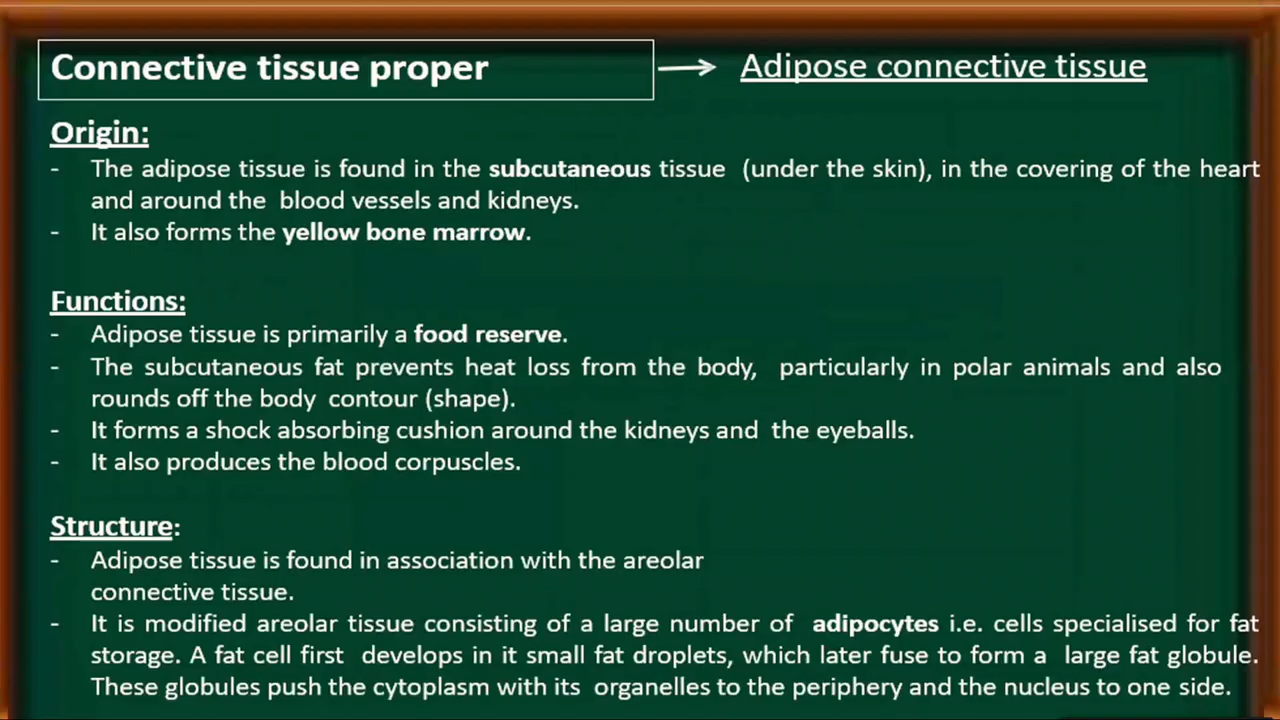 Connective tissue proper → Adipose connective tissue
Origin:
- The adipose tissue is found in the subcutaneous tissue (under the skin), in the covering of the heart
and around the blood vessels and kidneys.
- It also forms the yellow bone marrow.
Functions:
- Adipose tissue is primarily a food reserve.
- The subcutaneous fat prevents heat loss from the body, particularly in polar animals and also
rounds off the body contour (shape).
- It forms a shock absorbing cushion around the kidneys and the eyeballs.
- It also produces the blood corpuscles.
Structure:
- Adipose tissue is found in association with the areolar
connective tissue.
- It is modified areolar tissue consisting of a large number of adipocytes i.e. cells specialised for fat
storage. A fat cell first develops in it small fat droplets, which later fuse to form a large fat globule.
These globules push the cytoplasm with its organelles to the periphery and the nucleus to one side.